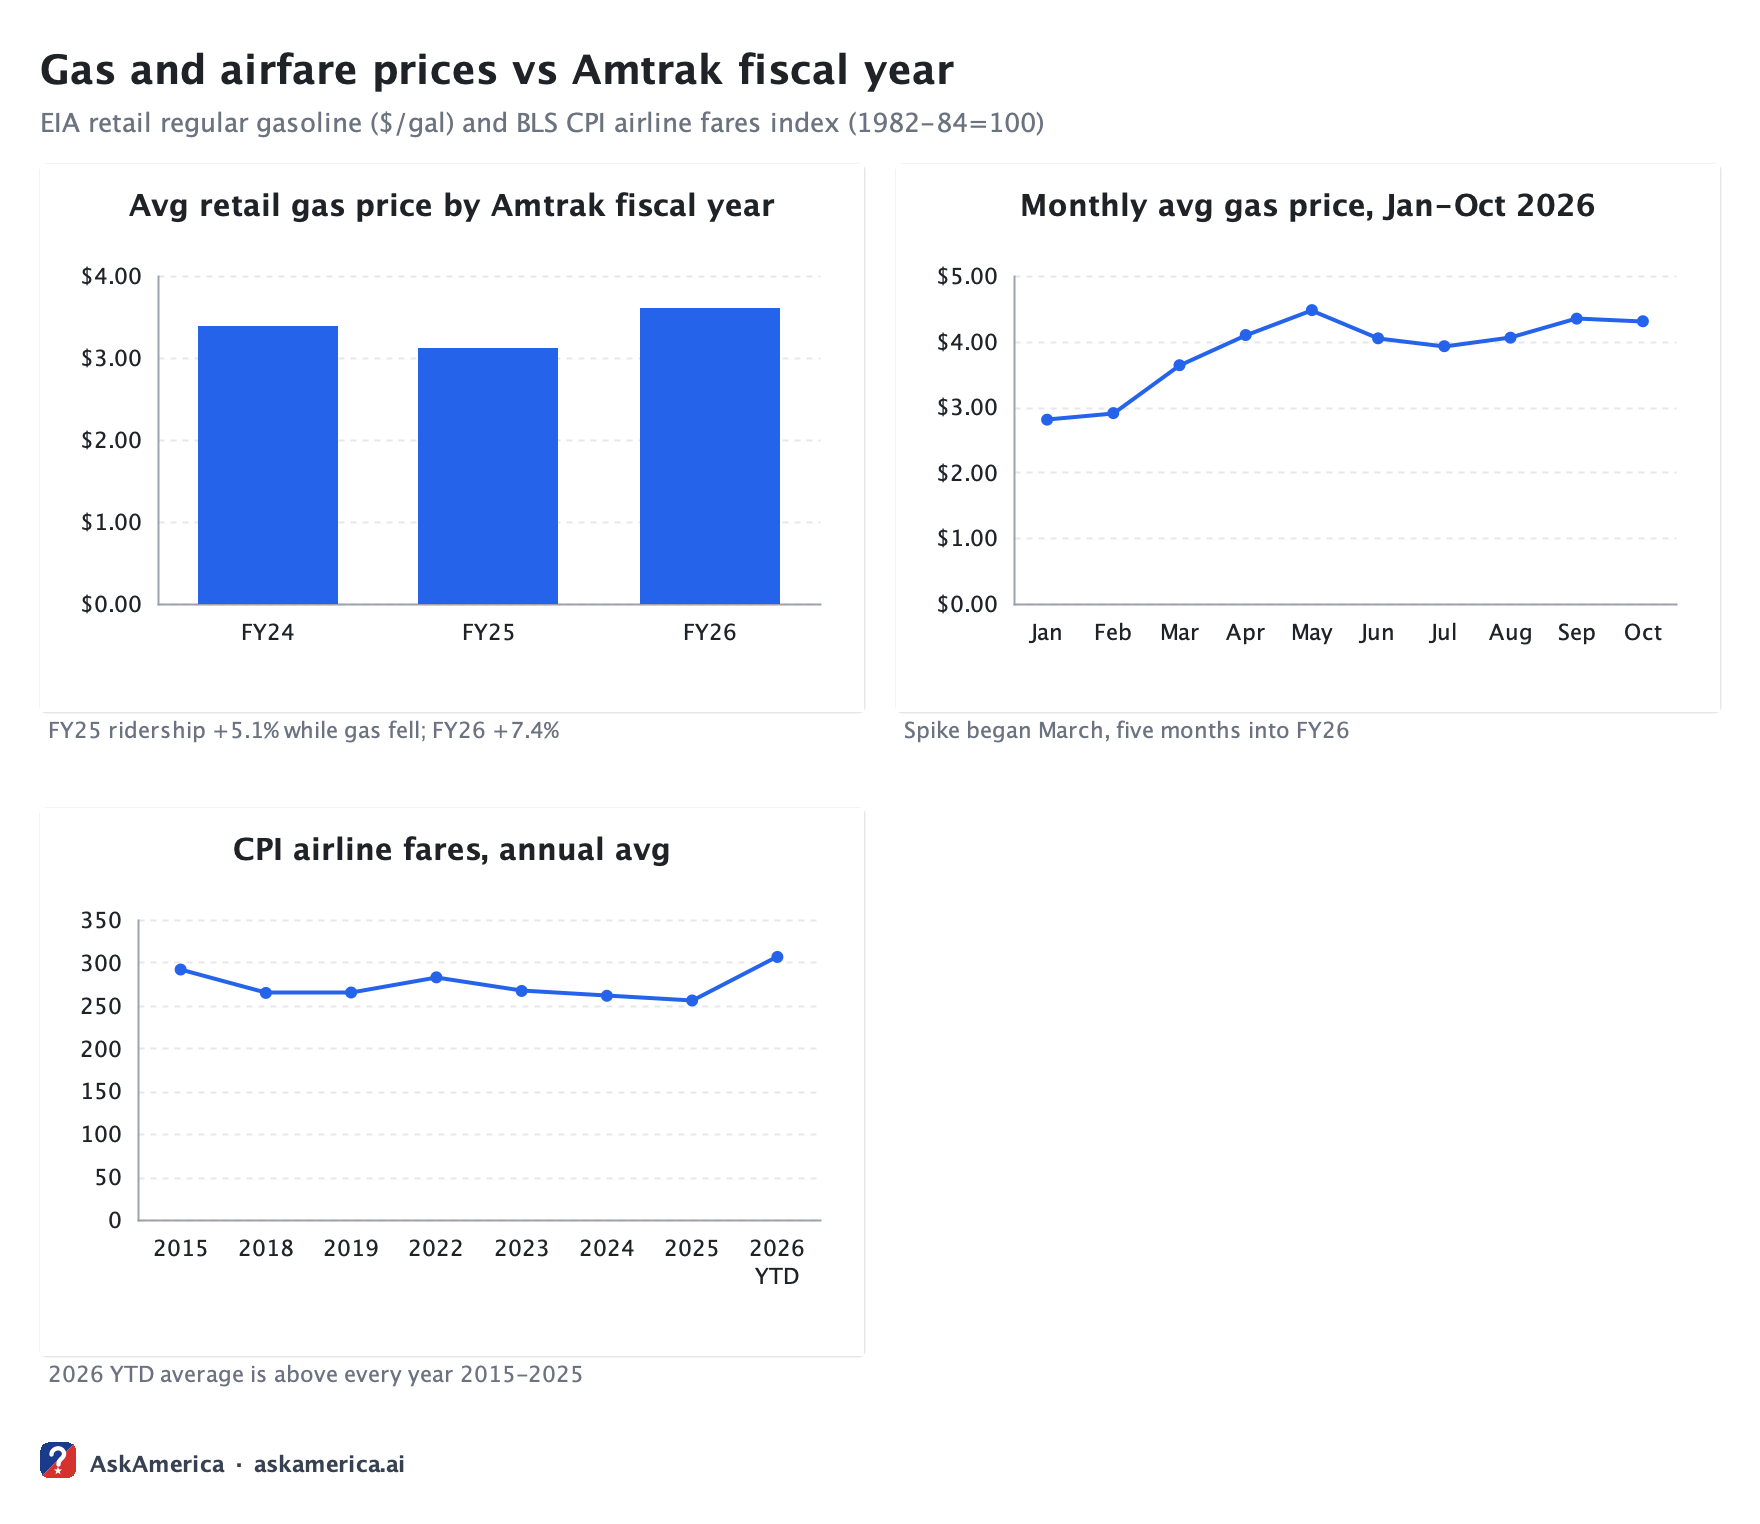 Gas and airfare prices vs Amtrak fiscal year
EIA retail regular gasoline ($/gal) and BLS CPI airline fares index (1982–84=100)
Avg retail gas price by Amtrak fiscal year
$4.00
$3.00
$2.00
$1.00
$0.00
FY24 FY25 FY26
FY25 ridership +5.1% while gas fell; FY26 +7.4%
Monthly avg gas price, Jan–Oct 2026
$5.00
$4.00
$3.00
$2.00
$1.00
$0.00
Jan Feb Mar Apr May Jun Jul Aug Sep Oct
Spike began March, five months into FY26
CPI airline fares, annual avg
350
300
250
200
150
100
50
0
2015 2018 2019 2022 2023 2024 2025 2026
YTD
2026 YTD average is above every year 2015–2025
AskAmerica · askamerica.ai